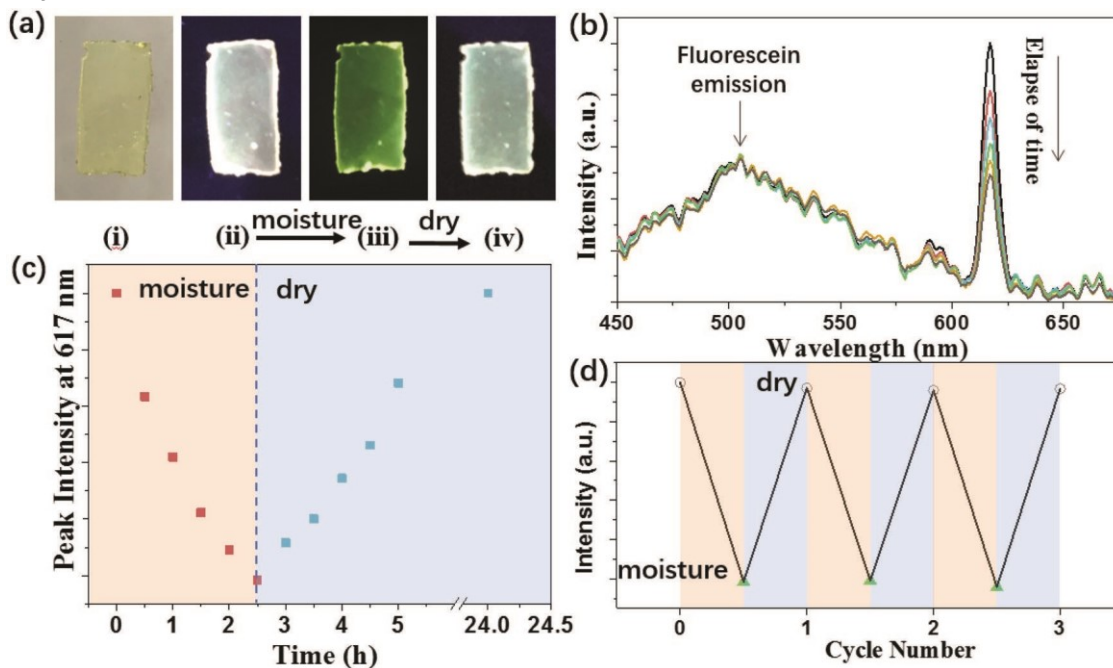 (a)
(i) (ii) moisture (iii) dry (iv)
(b)
Fluorescein
emission
Elapse of time
Intensity (a.u.)
450 500 550 600 650
Wavelength (nm)
(c)
moisture dry
Peak Intensity at 617 nm
0 1 2 3 4 5 24.0 24.5
Time (h)
(d)
dry
moisture
Intensity (a.u.)
0 1 2 3
Cycle Number